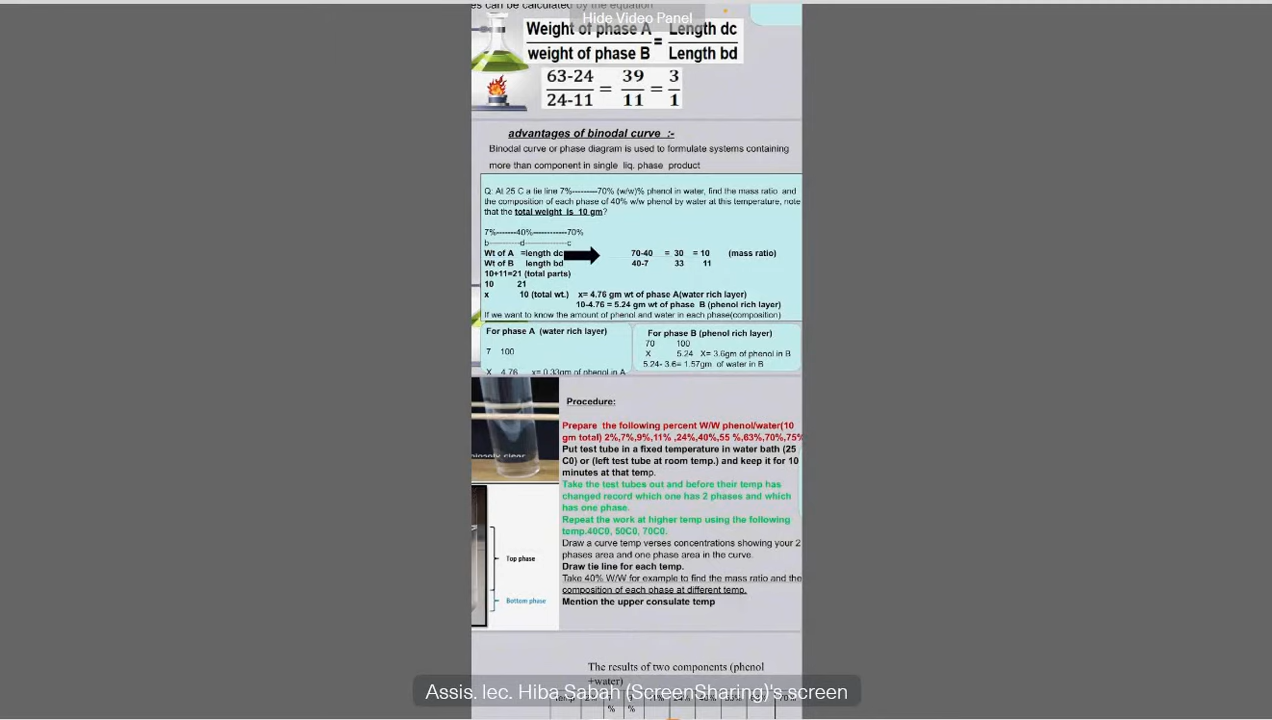 es can be calculated by the equation
Hide Video Panel
Weight of phase A = Length dc
weight of phase B Length bd
63-24 = 39 = 3
24-11 11 1
advantages of binodal curve :-
Binodal curve or phase diagram is used to formulate systems containing
more than component in single liq. phase product
Q: At 25 C a tie line 7%---------70% (w/w)% phenol in water, find the mass ratio and
the composition of each phase of 40% w/w phenol by water at this temperature, note
that the total weight is 10 gm?
7%-------40%------------70%
b-----------d---------------c
Wt of A =length dc 70-40 = 30 = 10 (mass ratio)
Wt of B length bd 40-7 33 11
10+11=21 (total parts)
10 21
x 10 (total wt.) x= 4.76 gm wt of phase A(water rich layer)
10-4.76 = 5.24 gm wt of phase B (phenol rich layer)
If we want to know the amount of phenol and water in each phase(composition)
For phase A (water rich layer)
7 100
X 4.76 x= 0.33gm of phenol in A
For phase B (phenol rich layer)
70 100
X 5.24 X= 3.6gm of phenol in B
5.24- 3.6= 1.57gm of water in B
Procedure:
Prepare the following percent W/W phenol/water(10
gm total) 2%,7%,9%,11% ,24%,40%,55 %,63%,70%,75%
Put test tube in a fixed temperature in water bath (25
C0) or (left test tube at room temp.) and keep it for 10
minutes at that temp.
Take the test tubes out and before their temp has
changed record which one has 2 phases and which
has one phase.
Repeat the work at higher temp using the following
temp.40C0, 50C0, 70C0.
Draw a curve temp verses concentrations showing your 2
phases area and one phase area in the curve.
Draw tie line for each temp.
Take 40% W/W for example to find the mass ratio and the
composition of each phase at different temp.
Mention the upper consulate temp
clear
Top phase
Bottom phase
The results of two components (phenol
+water)
Assis. lec. Hiba Sabah (ScreenSharing)'s screen
% %